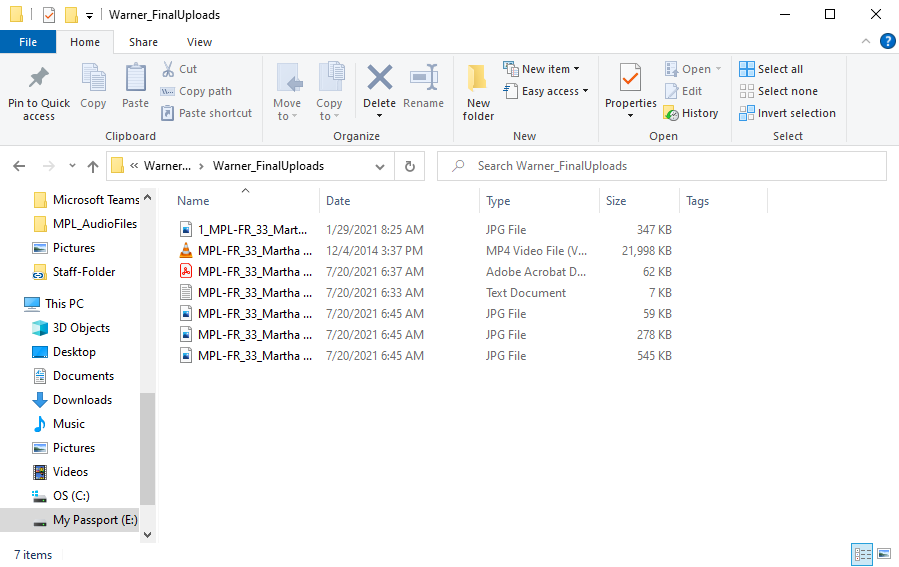 Warner_FinalUploads
File Home Share View
Pin to Quick access
Copy
Paste
Cut
Copy path
Paste shortcut
Clipboard
Move to
Copy to
Delete
Rename
Organize
New folder
New item
Easy access
New
Properties
Open
Edit
History
Open
Select all
Select none
Invert selection
Select
« Warner... › Warner_FinalUploads
Search Warner_FinalUploads
Microsoft Teams
MPL_AudioFiles
Pictures
Staff-Folder
This PC
3D Objects
Desktop
Documents
Downloads
Music
Pictures
Videos
OS (C:)
My Passport (E:)
Name Date Type Size Tags
1_MPL-FR_33_Mart... 1/29/2021 8:25 AM JPG File 347 KB
MPL-FR_33_Martha ... 12/4/2014 3:37 PM MP4 Video File (V... 21,998 KB
MPL-FR_33_Martha ... 7/20/2021 6:37 AM Adobe Acrobat D... 62 KB
MPL-FR_33_Martha ... 7/20/2021 6:33 AM Text Document 7 KB
MPL-FR_33_Martha ... 7/20/2021 6:45 AM JPG File 59 KB
MPL-FR_33_Martha ... 7/20/2021 6:45 AM JPG File 278 KB
MPL-FR_33_Martha ... 7/20/2021 6:45 AM JPG File 545 KB
7 items